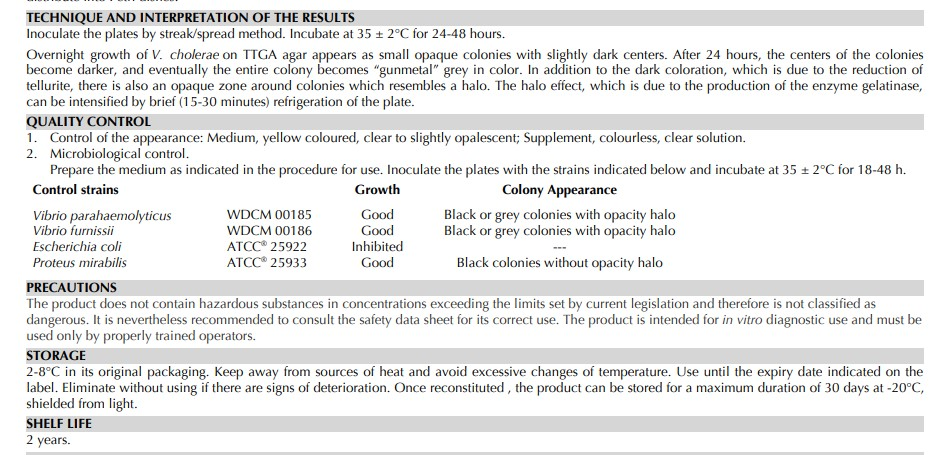 distribute into Petri dishes.
TECHNIQUE AND INTERPRETATION OF THE RESULTS
Inoculate the plates by streak/spread method. Incubate at 35 ± 2°C for 24-48 hours.
Overnight growth of V. cholerae on TTGA agar appears as small opaque colonies with slightly dark centers. After 24 hours, the centers of the colonies
become darker, and eventually the entire colony becomes “gunmetal” grey in color. In addition to the dark coloration, which is due to the reduction of
tellurite, there is also an opaque zone around colonies which resembles a halo. The halo effect, which is due to the production of the enzyme gelatinase,
can be intensified by brief (15-30 minutes) refrigeration of the plate.
QUALITY CONTROL
1. Control of the appearance: Medium, yellow coloured, clear to slightly opalescent; Supplement, colourless, clear solution.
2. Microbiological control.
Prepare the medium as indicated in the procedure for use. Inoculate the plates with the strains indicated below and incubate at 35 ± 2°C for 18-48 h.
Control strains Growth Colony Appearance
Vibrio parahaemolyticus WDCM 00185 Good Black or grey colonies with opacity halo
Vibrio furnissii WDCM 00186 Good Black or grey colonies with opacity halo
Escherichia coli ATCC® 25922 Inhibited ---
Proteus mirabilis ATCC® 25933 Good Black colonies without opacity halo
PRECAUTIONS
The product does not contain hazardous substances in concentrations exceeding the limits set by current legislation and therefore is not classified as
dangerous. It is nevertheless recommended to consult the safety data sheet for its correct use. The product is intended for in vitro diagnostic use and must be
used only by properly trained operators.
STORAGE
2-8°C in its original packaging. Keep away from sources of heat and avoid excessive changes of temperature. Use until the expiry date indicated on the
label. Eliminate without using if there are signs of deterioration. Once reconstituted , the product can be stored for a maximum duration of 30 days at -20°C,
shielded from light.
SHELF LIFE
2 years.